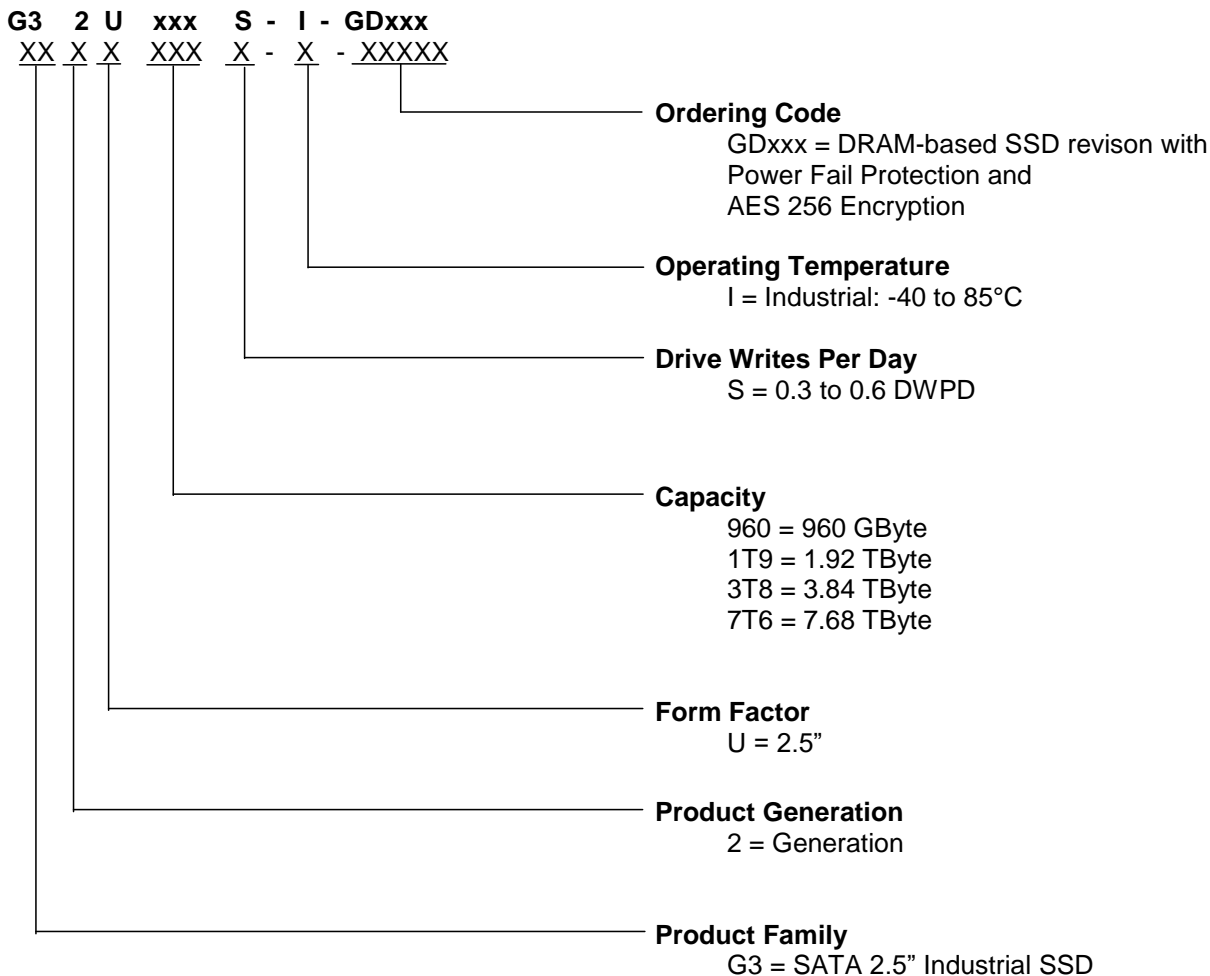 G3 2 U xxx S - I - GDxxx
XX X X XXX X - X - XXXXX
Ordering Code
GDxxx = DRAM-based SSD revison with
Power Fail Protection and
AES 256 Encryption
Operating Temperature
I = Industrial: -40 to 85°C
Drive Writes Per Day
S = 0.3 to 0.6 DWPD
Capacity
960 = 960 GByte
1T9 = 1.92 TByte
3T8 = 3.84 TByte
7T6 = 7.68 TByte
Form Factor
U = 2.5”
Product Generation
2 = Generation
Product Family
G3 = SATA 2.5” Industrial SSD